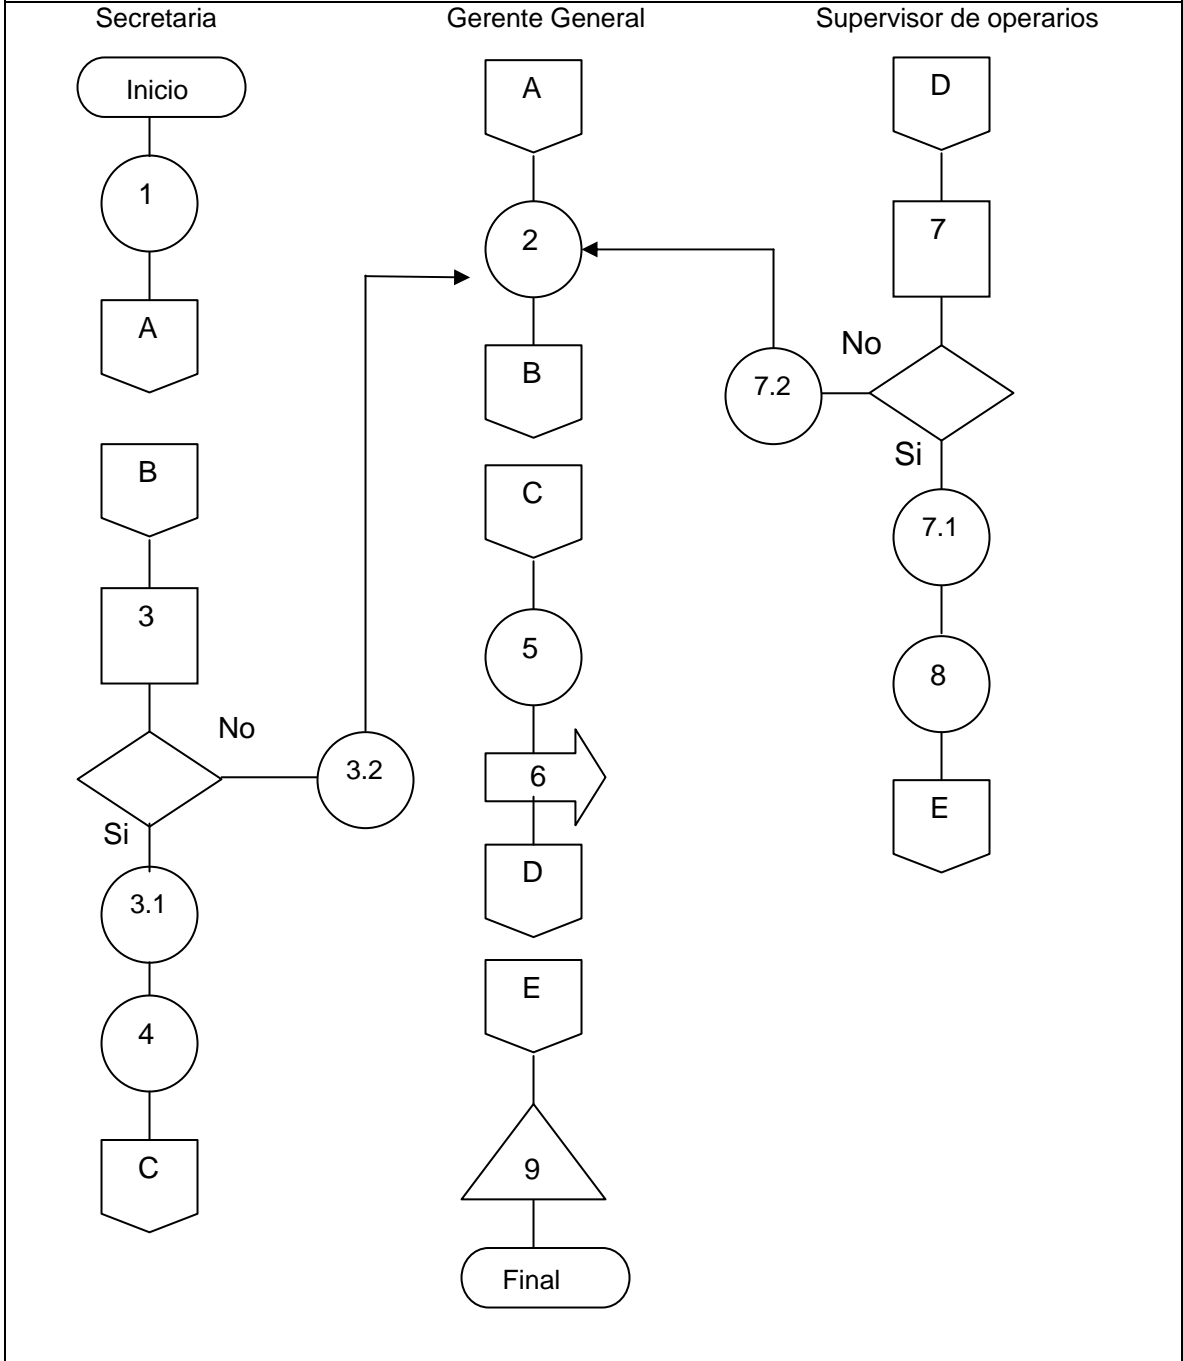 Secretaria
Gerente General
Supervisor de operarios
Inicio
1
A
B
3
No
3.2
Si
3.1
4
C
A
2
B
C
5
6
D
E
9
Final
D
7
No
7.2
Si
7.1
8
E